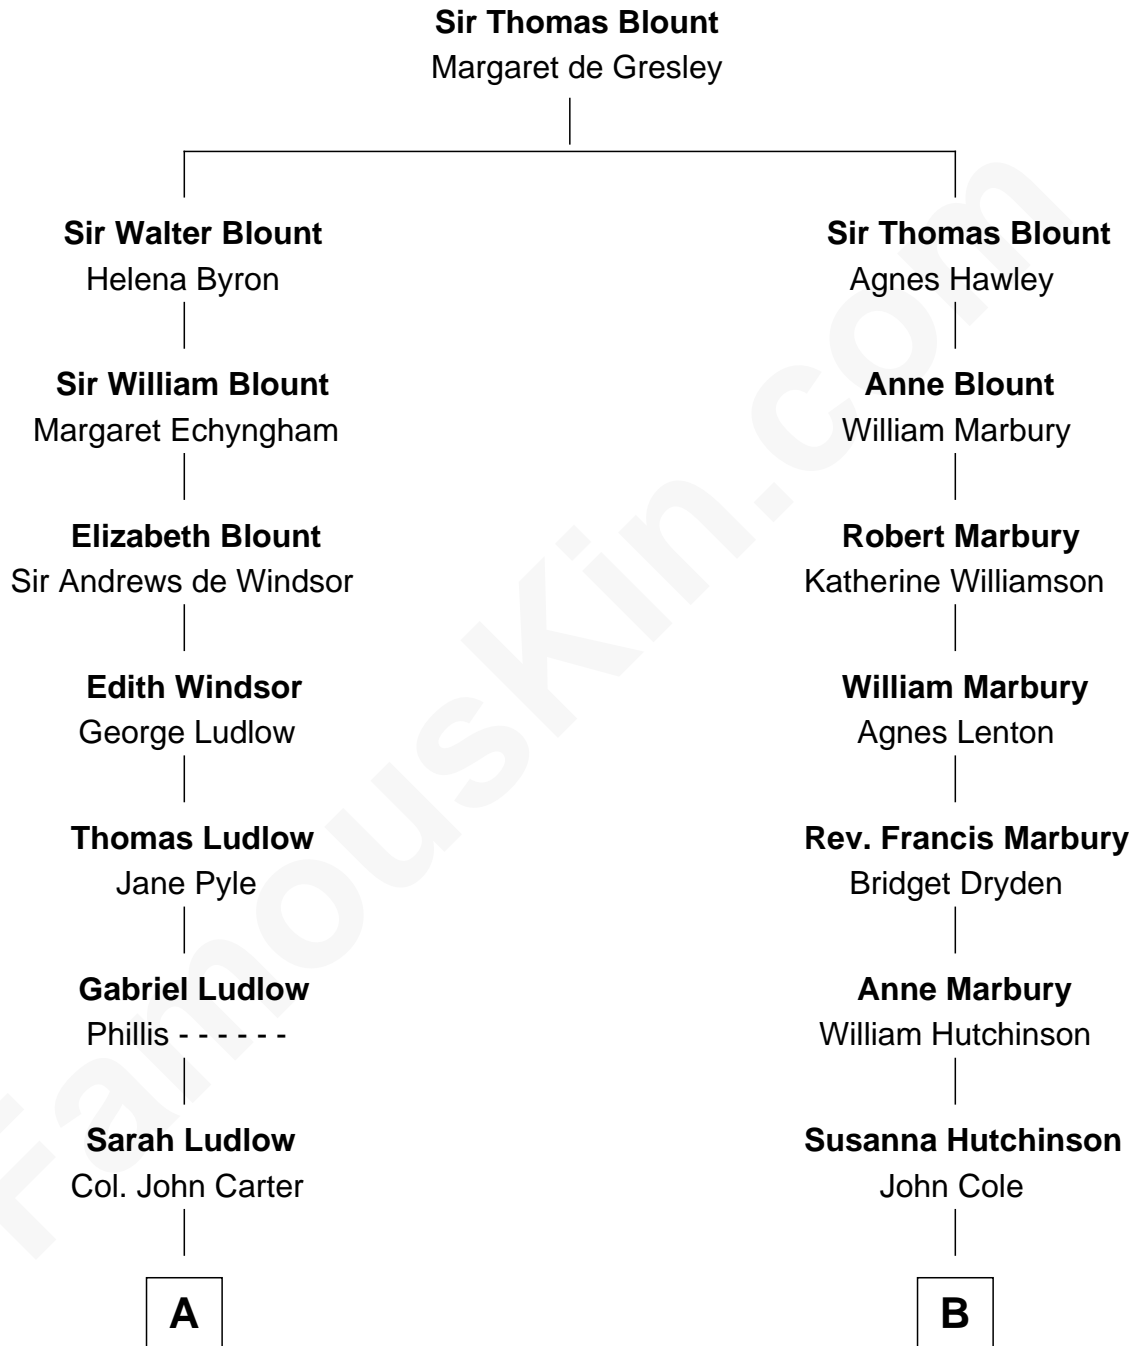 Sir Thomas Blount
Margaret de Gresley
Sir Walter Blount
Helena Byron
Sir William Blount
Margaret Echyngham
Elizabeth Blount
Sir Andrews de Windsor
Edith Windsor
George Ludlow
Thomas Ludlow
Jane Pyle
Gabriel Ludlow
Phillis - - - - - -
Sarah Ludlow
Col. John Carter
A
Sir Thomas Blount
Agnes Hawley
Anne Blount
William Marbury
Robert Marbury
Katherine Williamson
William Marbury
Agnes Lenton
Rev. Francis Marbury
Bridget Dryden
Anne Marbury
William Hutchinson
Susanna Hutchinson
John Cole
B
FamousKin.com